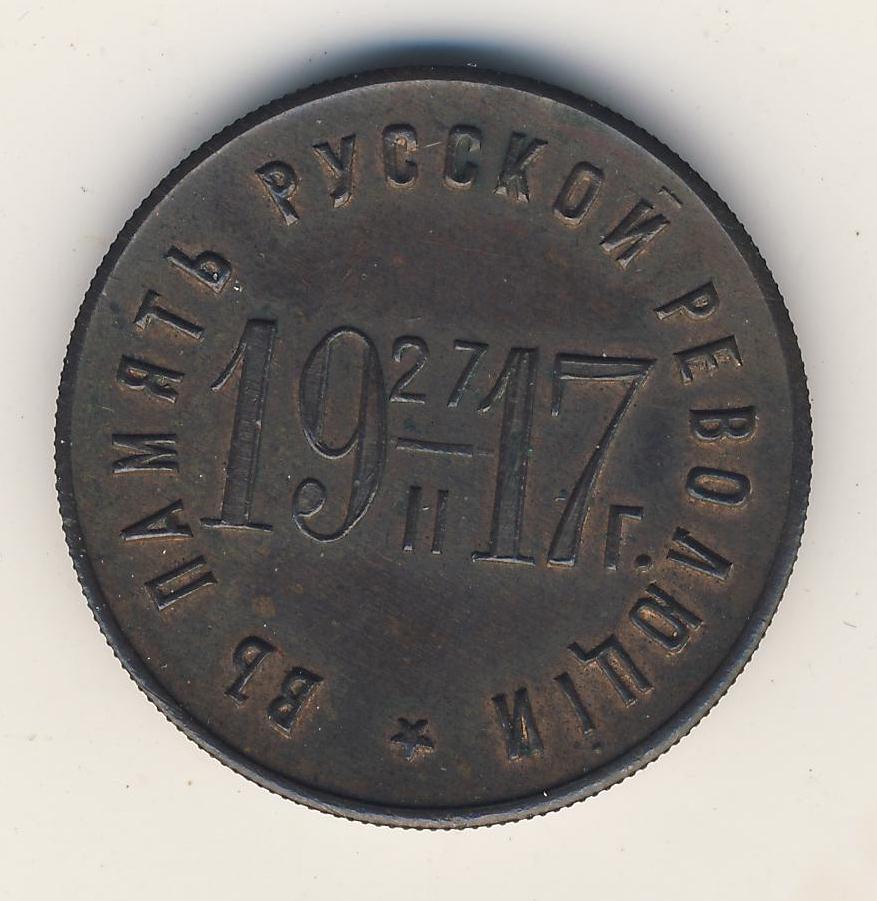 ВЪ ПАМЯТЬ РУССКОЙ РЕВОЛЮЦІИ
19 27/II 17 г.